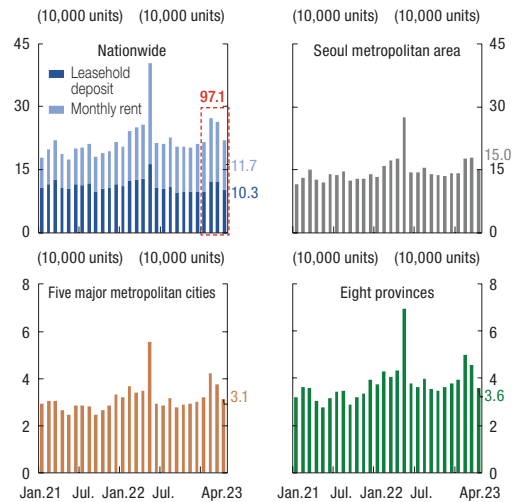 (10,000 units) (10,000 units)
Nationwide
Leasehold
deposit
Monthly rent
97.1
11.7
10.3
45
30
15
0
(10,000 units) (10,000 units)
Seoul metropolitan area
45
30
15.0
15
0
45
30
15
0
(10,000 units) (10,000 units)
Five major metropolitan cities
8
6
4
2
0
3.1
Jan.21 Jul. Jan.22 Jul. Apr.23
(10,000 units) (10,000 units)
Eight provinces
8
6
4
2
0
3.6
Jan.21 Jul. Jan.22 Jul. Apr.23